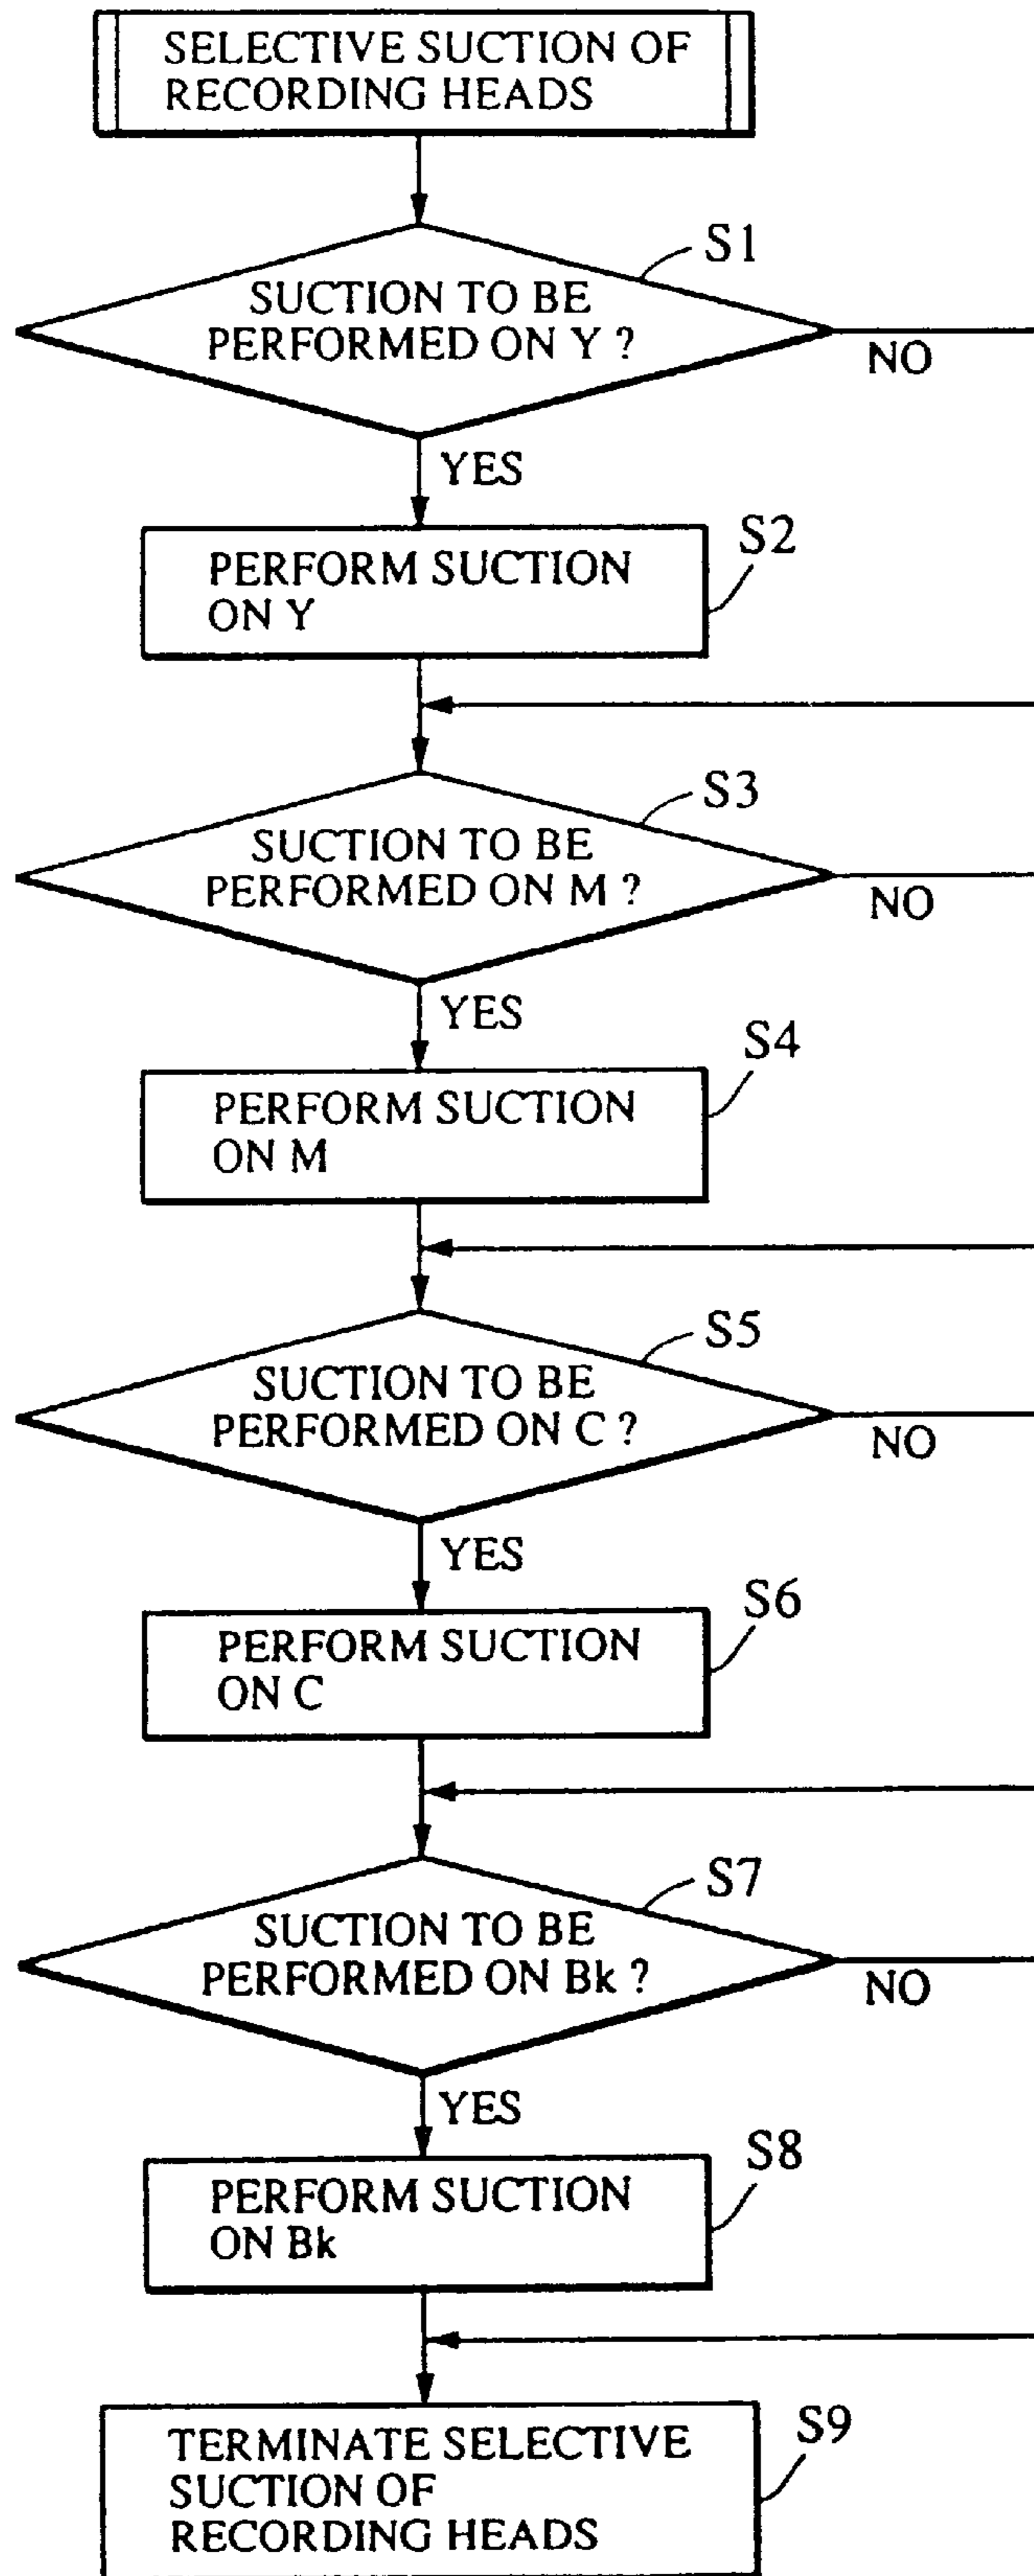 SELECTIVE SUCTION OF
RECORDING HEADS
S1
SUCTION TO BE
PERFORMED ON Y ?
NO
YES
S2
PERFORM SUCTION
ON Y
S3
SUCTION TO BE
PERFORMED ON M ?
NO
YES
S4
PERFORM SUCTION
ON M
S5
SUCTION TO BE
PERFORMED ON C ?
NO
YES
S6
PERFORM SUCTION
ON C
S7
SUCTION TO BE
PERFORMED ON Bk ?
NO
YES
S8
PERFORM SUCTION
ON Bk
S9
TERMINATE SELECTIVE
SUCTION OF
RECORDING HEADS